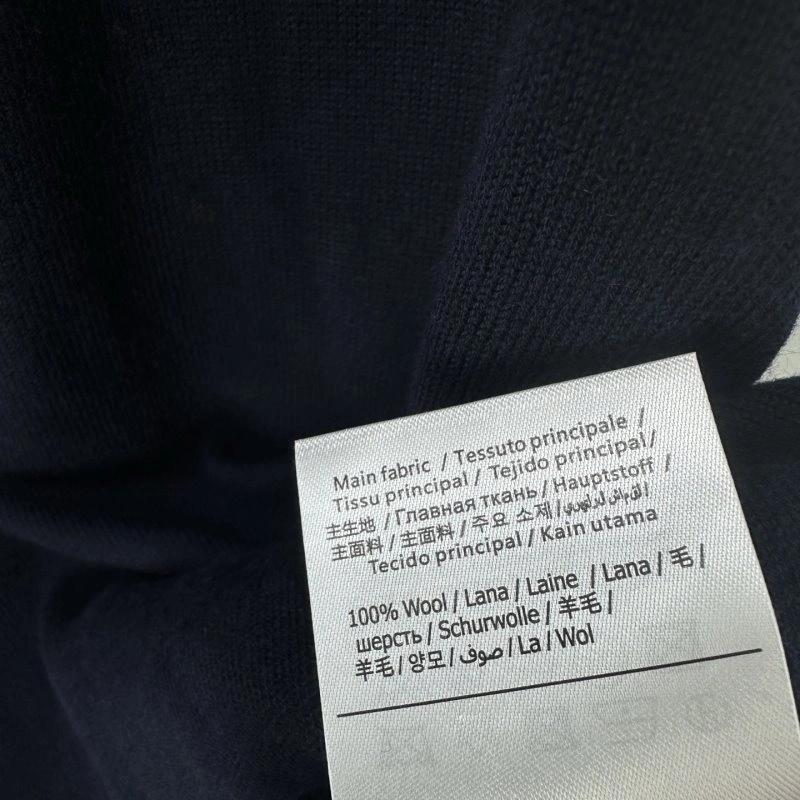 Main fabric / Tessuto principale /
Tissu principal / Tejido principal/
主生地 /Главная ткань / Hauptstoff /
主面料 / 主面料 / 주요 소제 / /
Tecido principal / Kain utama
100% Wool / Lana / Laine / Lana / 毛 /
шерсть / Schurwolle / 羊毛 /
羊毛 / 양모 / صوف / La / Wol